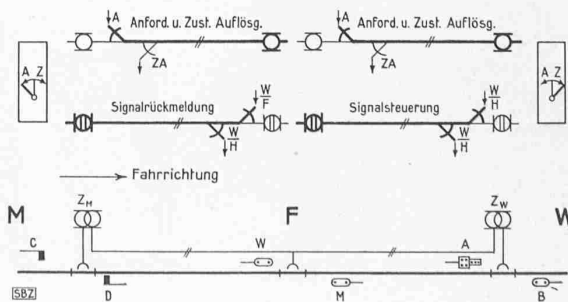 A Anford. u. Zust. Auflösg. A Anford. u. Zust. Auflösg.
A Z ZA ZA A Z
W/F W/H
Signalrückmeldung Signalsteuerung
W/H W/H
Fahrrichtung
M Z_M F Z_W W
C W A
D M B
SBZ